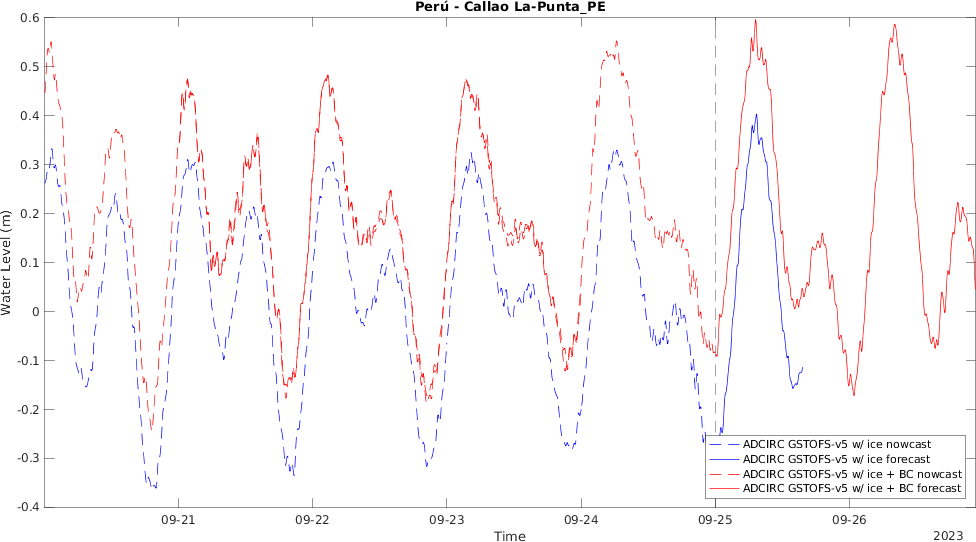 Perú - Callao La-Punta_PE
0.6
0.5
0.4
0.3
0.2
0.1
0
-0.1
-0.2
-0.3
-0.4
Water Level (m)
ADCIRC GSTOFS-v5 w/ ice nowcast
ADCIRC GSTOFS-v5 w/ ice forecast
ADCIRC GSTOFS-v5 w/ ice + BC nowcast
ADCIRC GSTOFS-v5 w/ ice + BC forecast
09-21 09-22 09-23 09-24 09-25 09-26
Time
2023